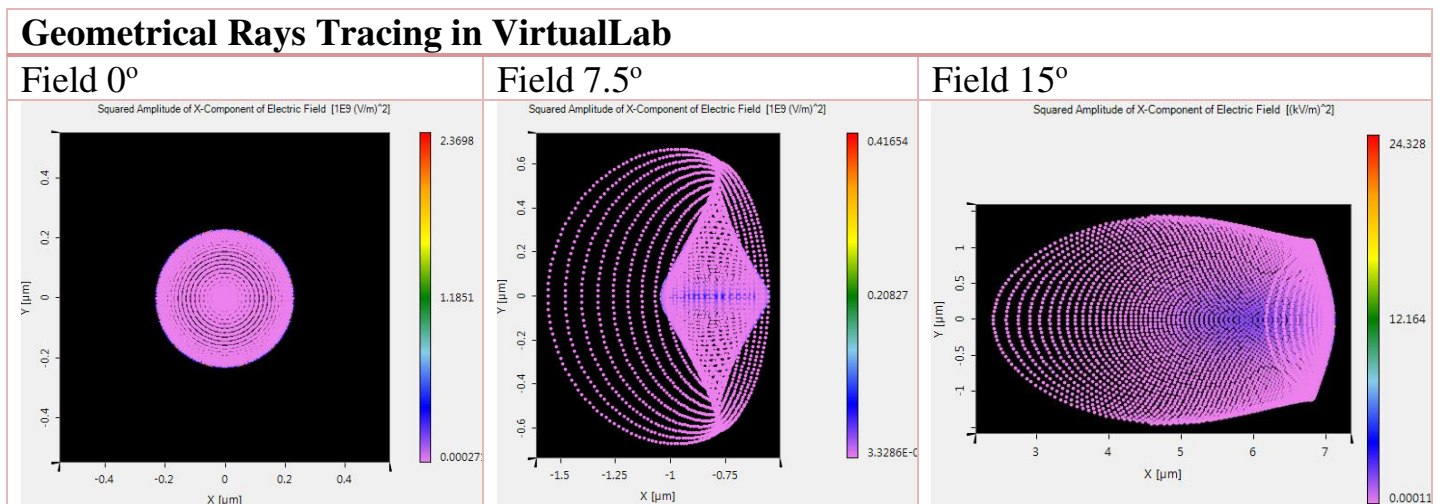 Geometrical Rays Tracing in VirtualLab
Field 0º
Field 7.5º
Field 15º
Squared Amplitude of X-Component of Electric Field [1E9 (V/m)^2]
0.4
0.2
0
-0.2
-0.4
Y [µm]
-0.4
-0.2
0
0.2
0.4
X [µm]
2.3698
1.1851
0.000271
Squared Amplitude of X-Component of Electric Field [1E9 (V/m)^2]
0.6
0.4
0.2
0
-0.2
-0.4
-0.6
Y [µm]
-1.5
-1.25
-1
-0.75
X [µm]
0.41654
0.20827
3.3286E-0
Squared Amplitude of X-Component of Electric Field [(kV/m)^2]
1
0.5
0
-0.5
-1
Y [µm]
3
4
5
6
7
X [µm]
24.328
12.164
0.00011